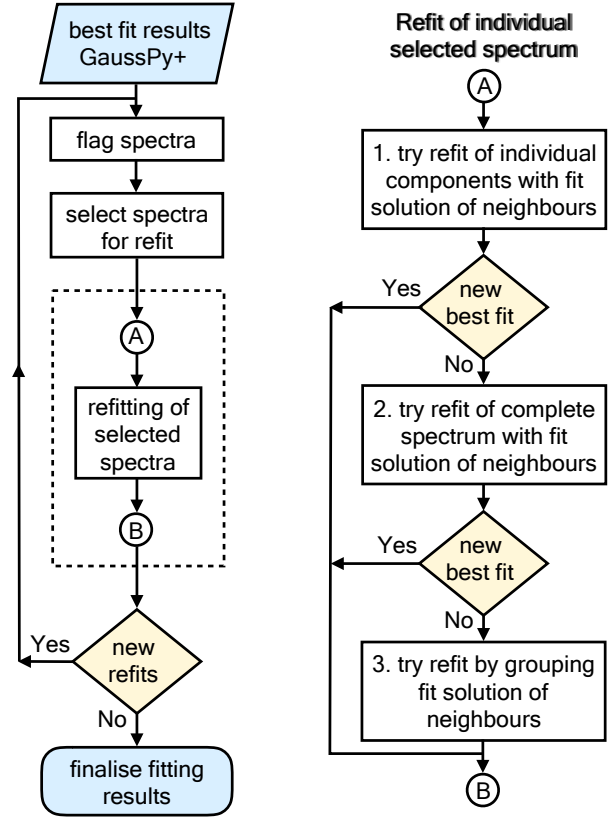 best fit results
GaussPy+
flag spectra
select spectra
for refit
A
refitting of
selected
spectra
B
Yes
new
refits
No
finalise fitting
results
Refit of individual
selected spectrum
A
1. try refit of individual
components with fit
solution of neighbours
Yes
new
best fit
No
2. try refit of complete
spectrum with fit
solution of neighbours
Yes
new
best fit
No
3. try refit by grouping
fit solution of
neighbours
B